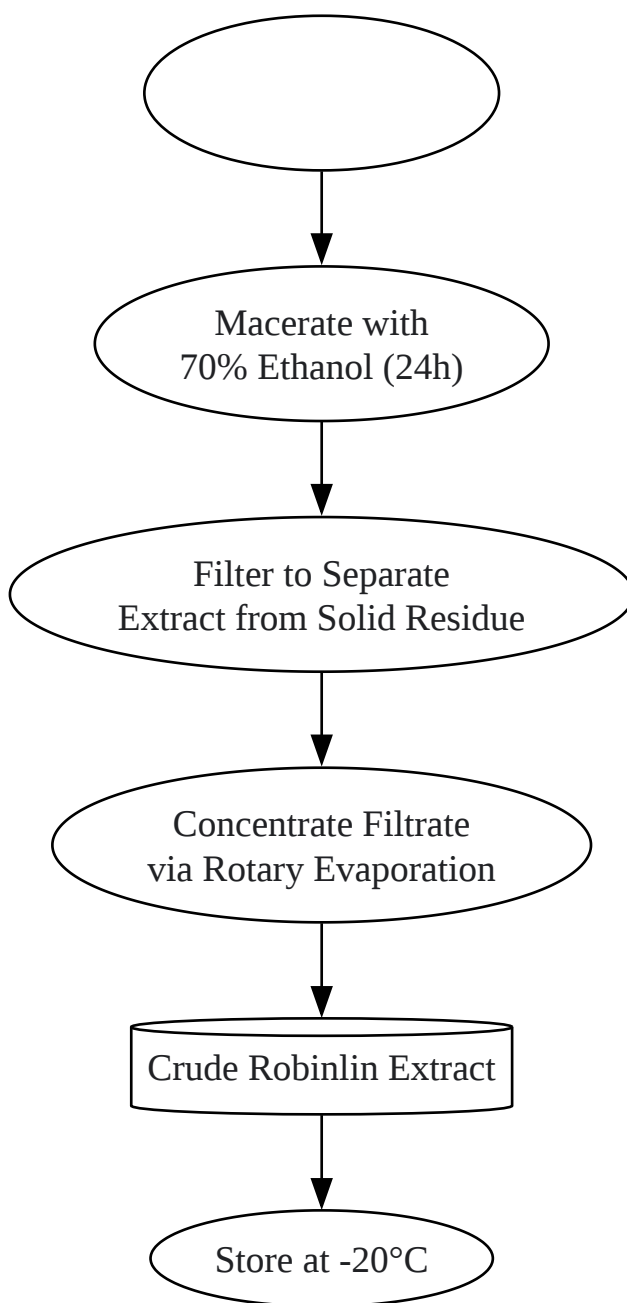 Macerate with
70% Ethanol (24h)
Filter to Separate
Extract from Solid Residue
Concentrate Filtrate
via Rotary Evaporation
Crude Robinlin Extract
Store at -20°C